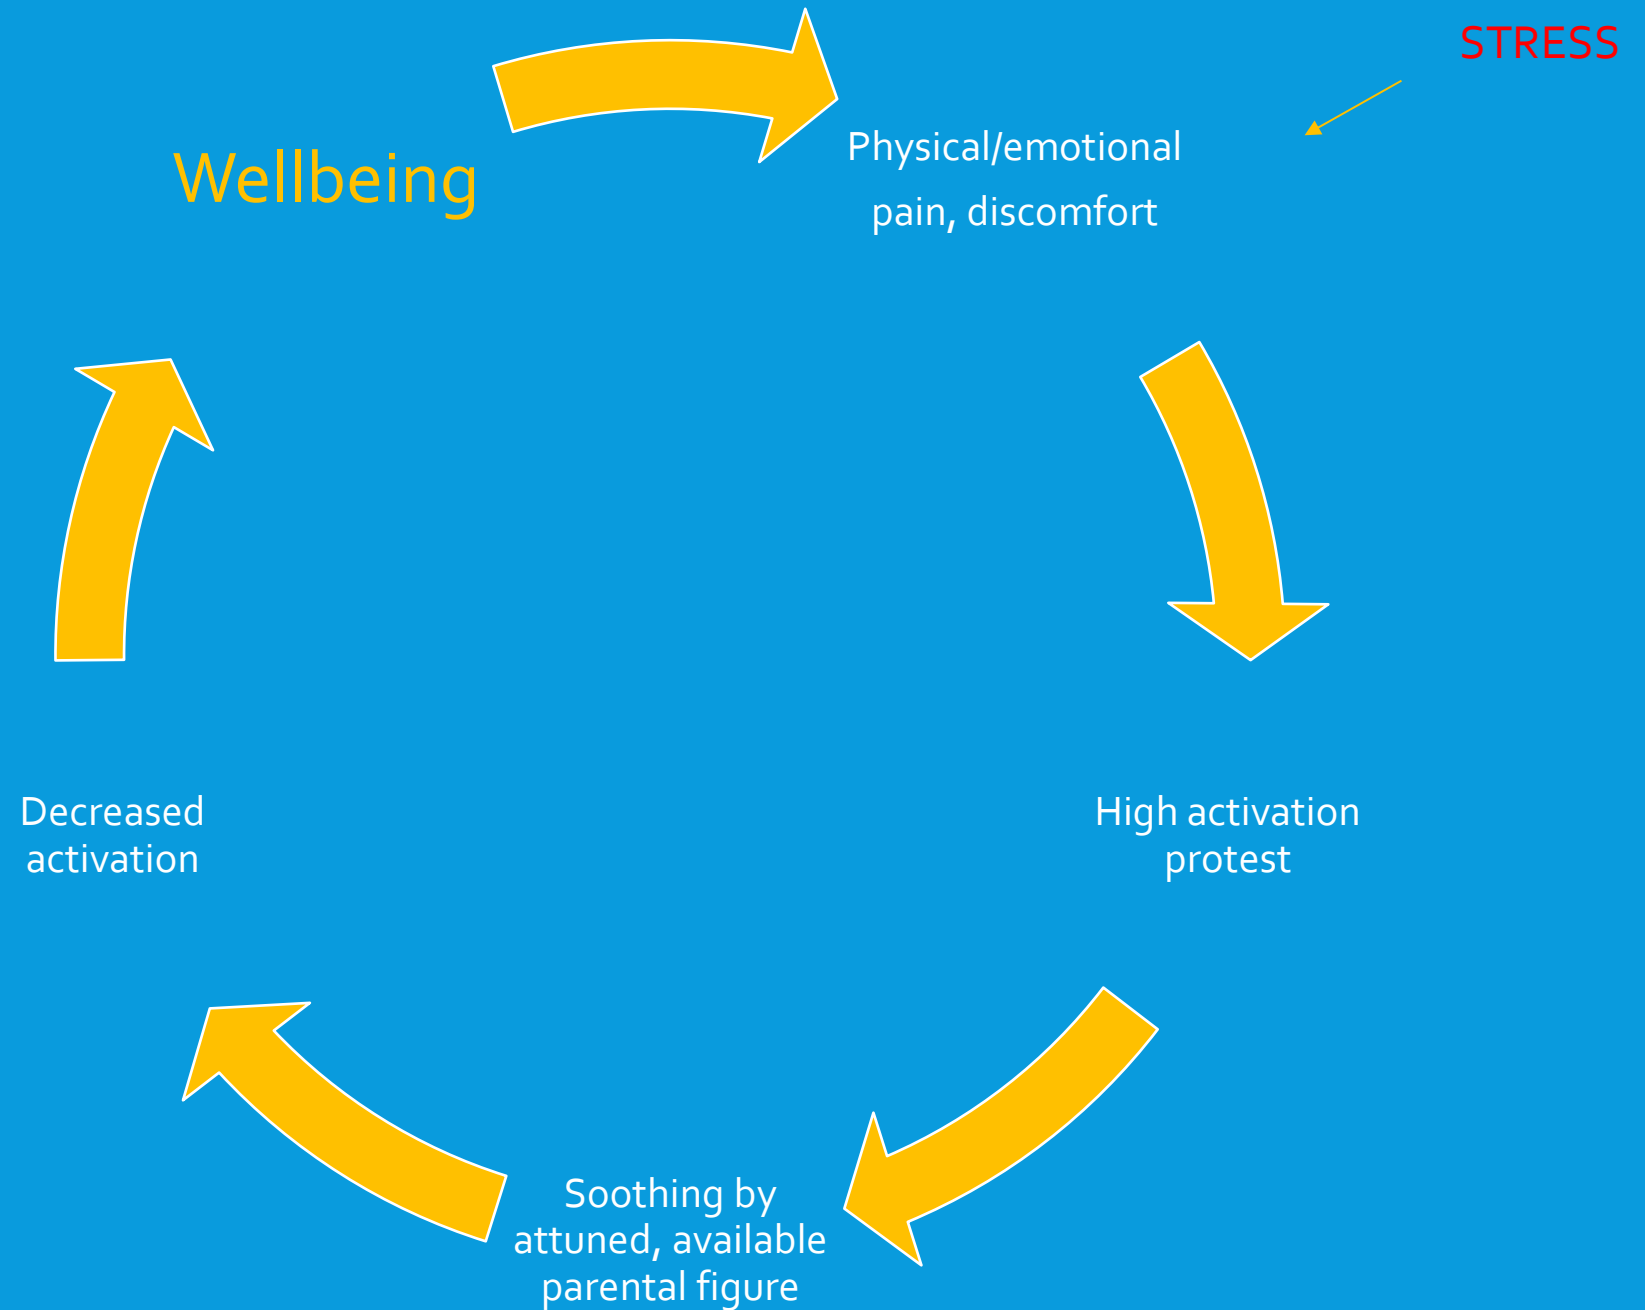 STRESS
Wellbeing
Physical/emotional
pain, discomfort
High activation
protest
Soothing by
attuned, available
parental figure
Decreased
activation